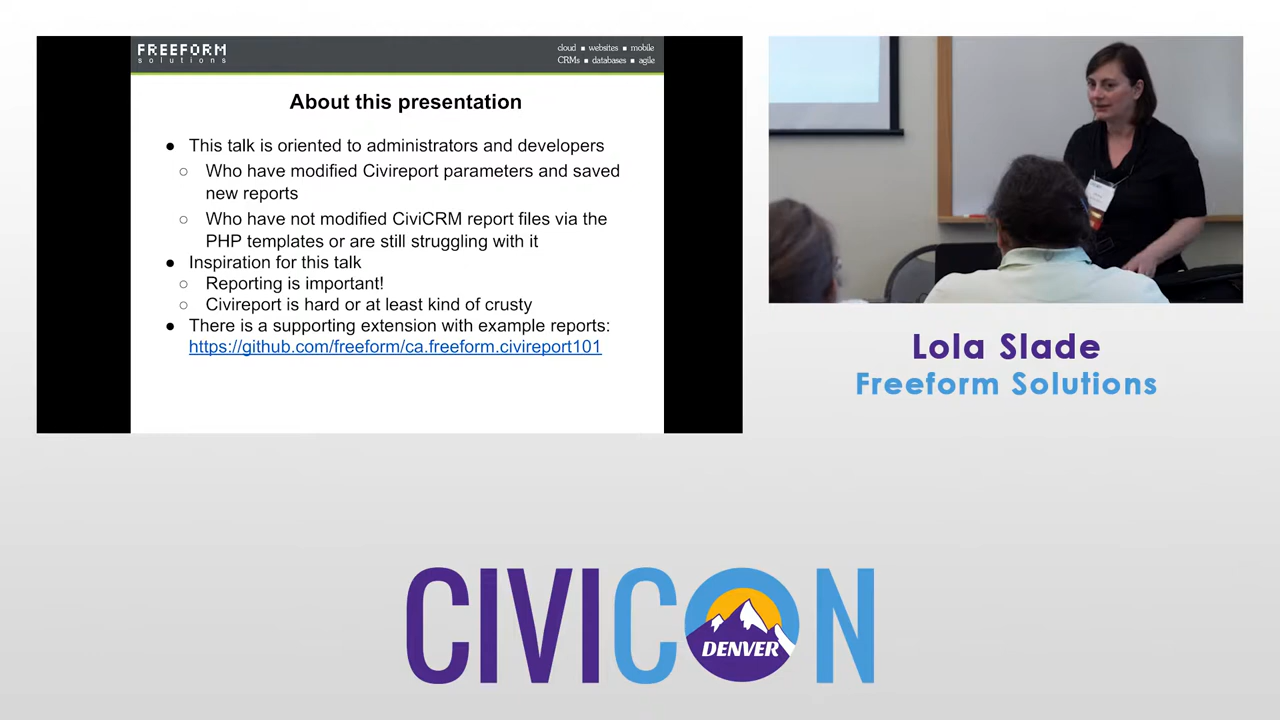 FREEFORM
solutions
cloud ■ websites ■ mobile
CRMs ■ databases ■ agile
About this presentation
● This talk is oriented to administrators and developers
○ Who have modified Civireport parameters and saved
new reports
○ Who have not modified CiviCRM report files via the
PHP templates or are still struggling with it
● Inspiration for this talk
○ Reporting is important!
○ Civireport is hard or at least kind of crusty
● There is a supporting extension with example reports:
https://github.com/freeform/ca.freeform.civireport101
Lola Slade
Freeform Solutions
CIVICON
DENVER